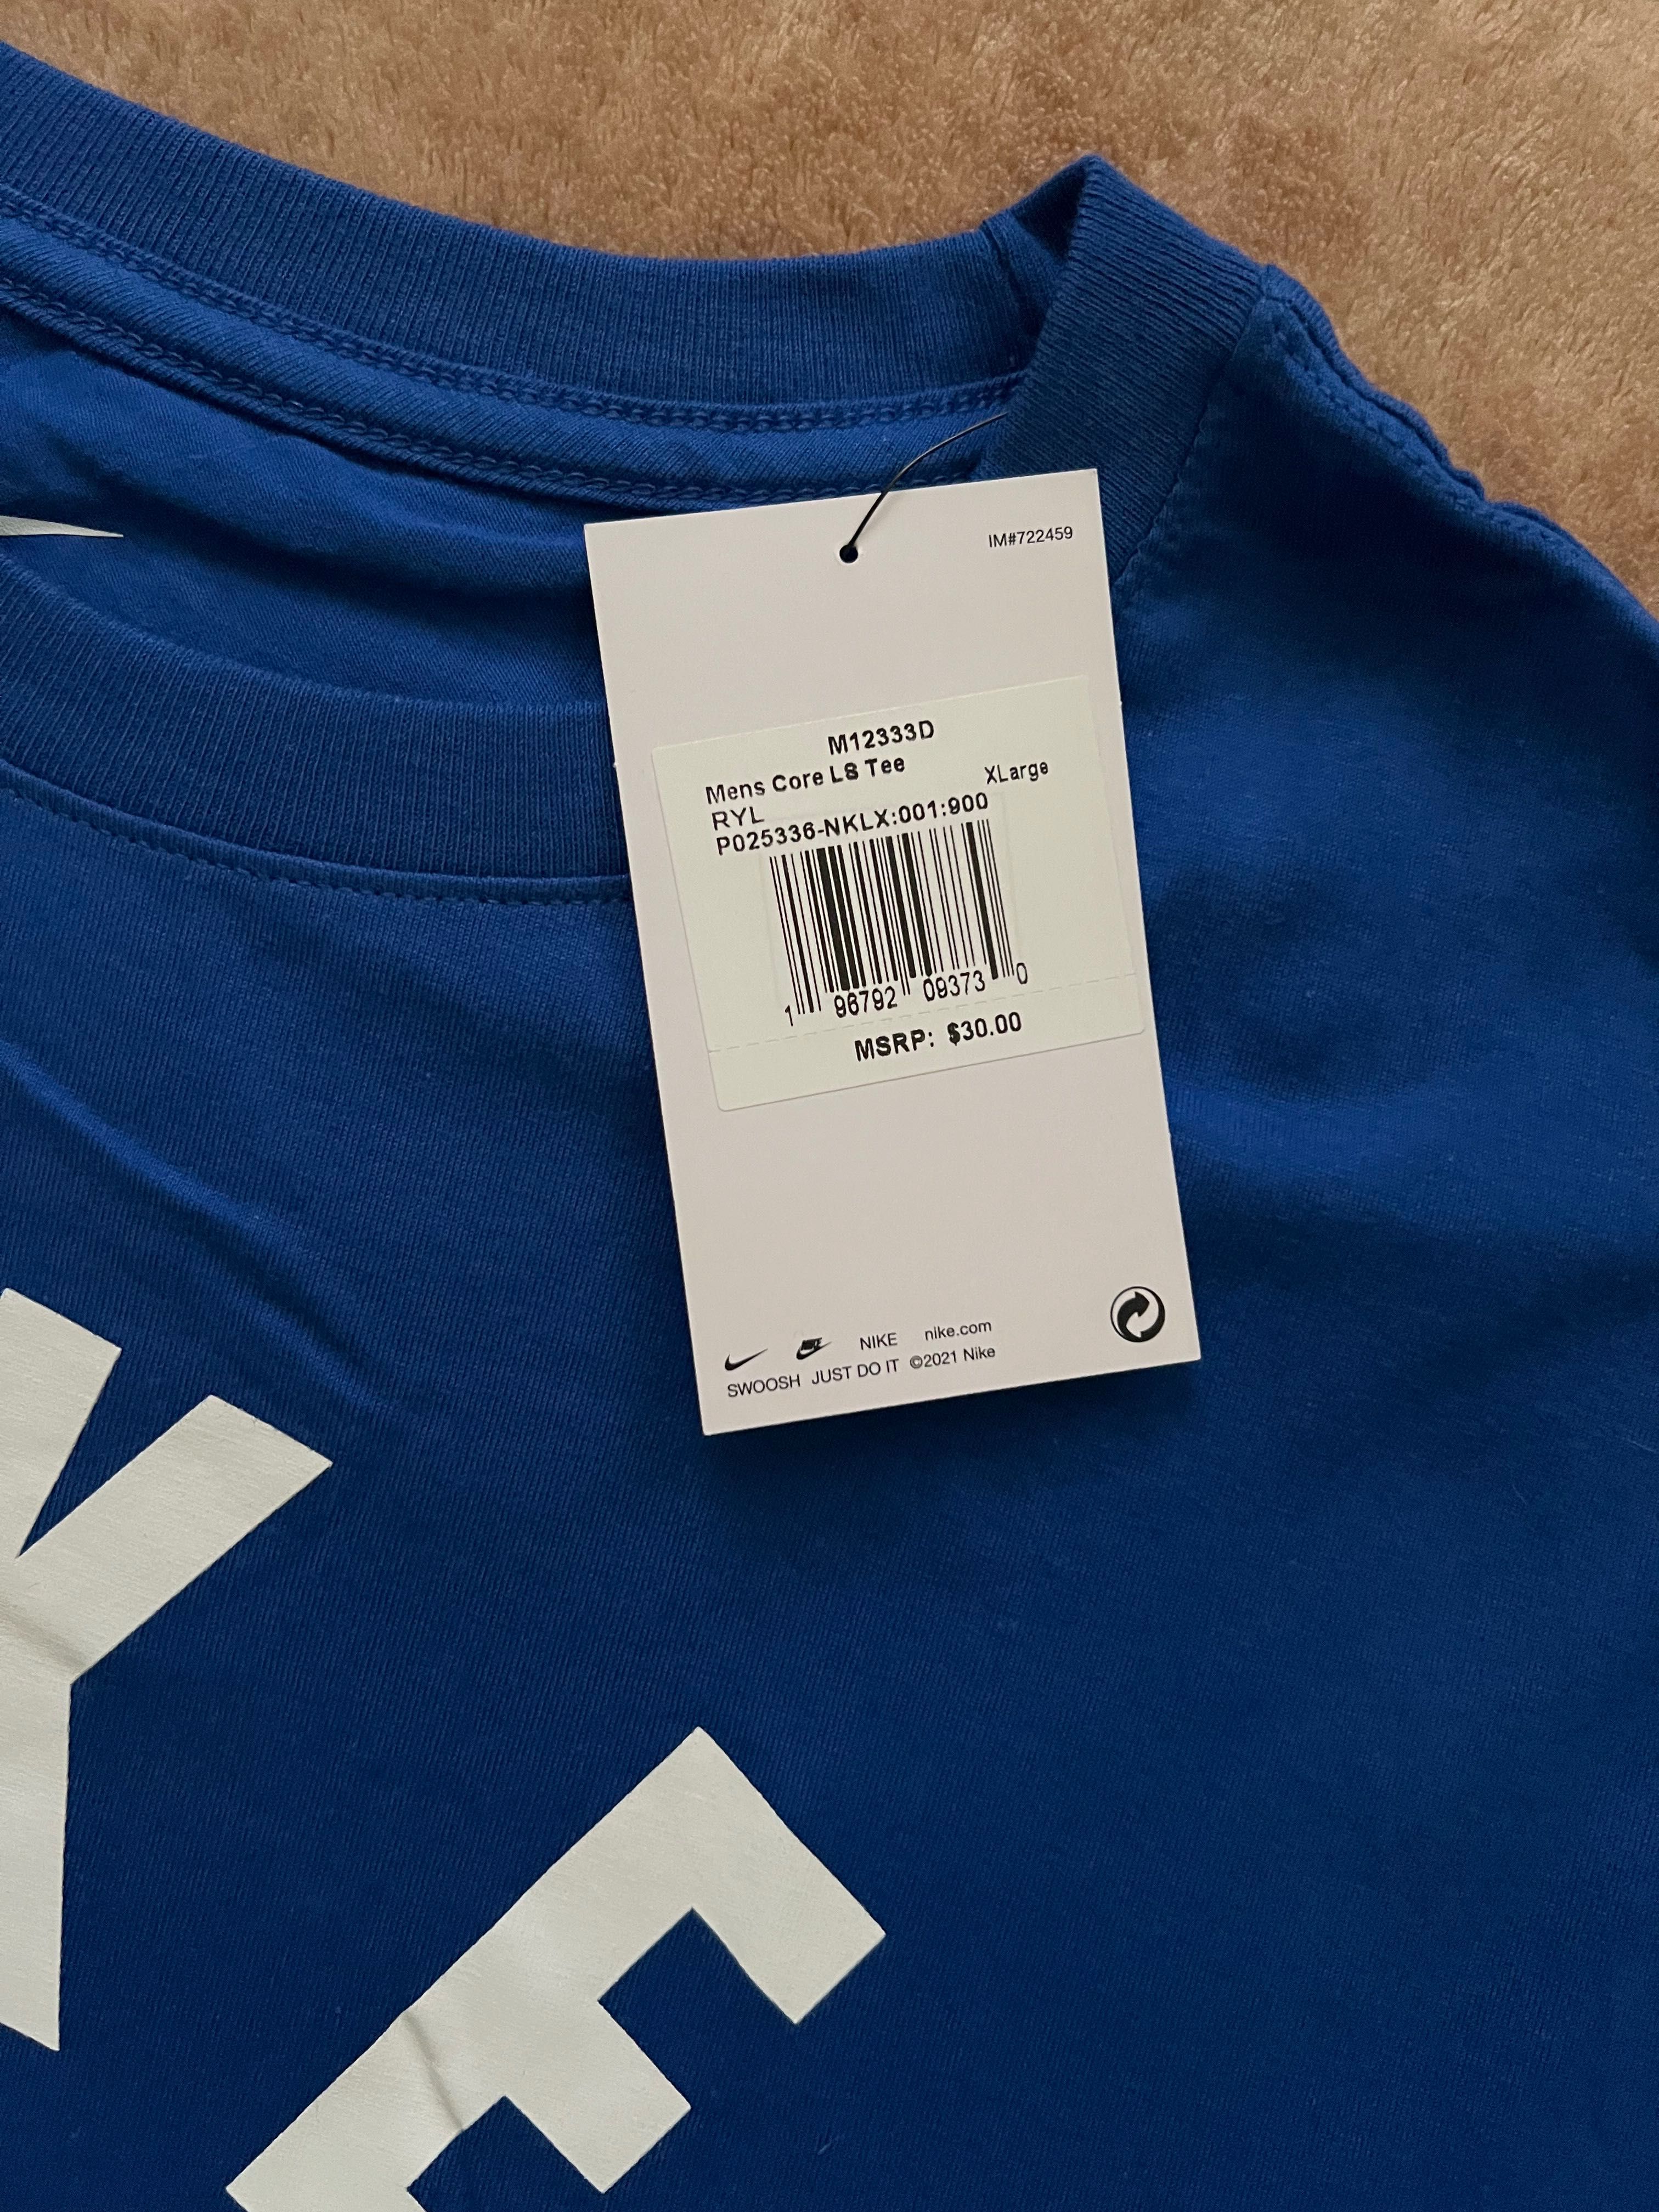 IM#722459
M12333D
Mens Core LS Tee
XLarge
RYL
P025336-NKLX:001:900
1 96792 09373 0
MSRP: $30.00
NIKE nike.com
SWOOSH JUST DO IT ©2021 Nike
Y
E